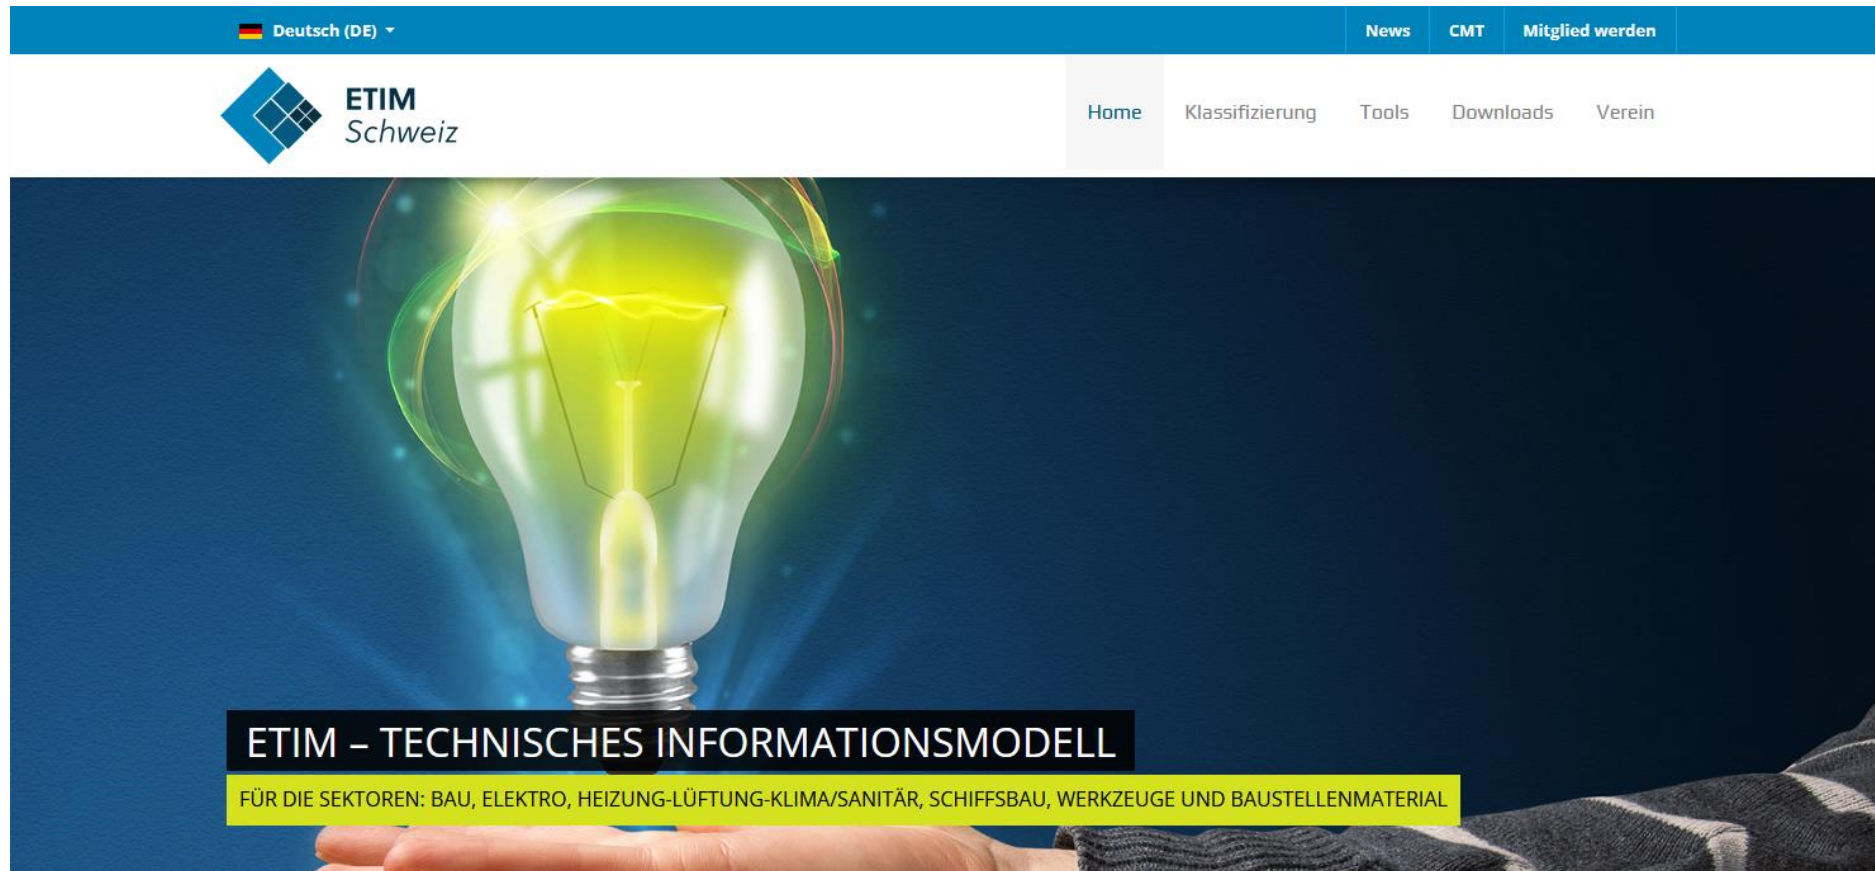 Deutsch (DE)
News
CMT
Mitglied werden
ETIM
Schweiz
Home
Klassifizierung
Tools
Downloads
Verein
ETIM – TECHNISCHES INFORMATIONSMODELL
FÜR DIE SEKTOREN: BAU, ELEKTRO, HEIZUNG-LÜFTUNG-KLIMA/SANITÄR, SCHIFFSBAU, WERKZEUGE UND BAUSTELLENMATERIAL